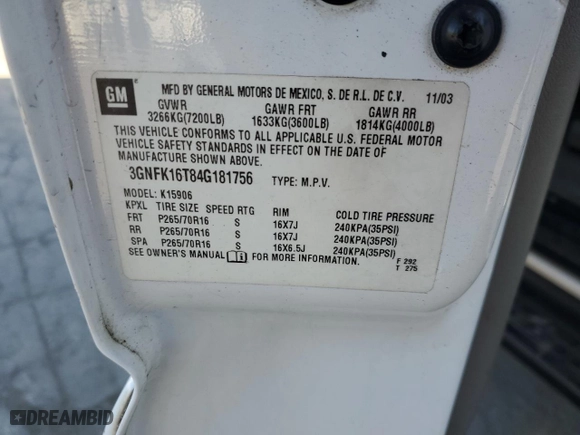 GM
MFD BY GENERAL MOTORS DE MEXICO, S. DE R.L. DE C.V. 11/03
GVWR GAWR FRT GAWR RR
3266KG(7200LB) 1633KG(3600LB) 1814KG(4000LB)
THIS VEHICLE CONFORMS TO ALL APPLICABLE U.S. FEDERAL MOTOR
VEHICLE SAFETY STANDARDS IN EFFECT ON THE DATE OF
MANUFACTURE SHOWN ABOVE.
3GNFK16T84G181756 TYPE: M.P.V.
MODEL: K15906
KPXL TIRE SIZE SPEED RTG RIM COLD TIRE PRESSURE
FRT P265/70R16 S 16X7J 240KPA(35PSI)
RR P265/70R16 S 16X7J 240KPA(35PSI)
SPA P265/70R16 S 16X6.5J 240KPA(35PSI)
SEE OWNER'S MANUAL FOR MORE INFORMATION.
F 292
T 275
DREAMBID